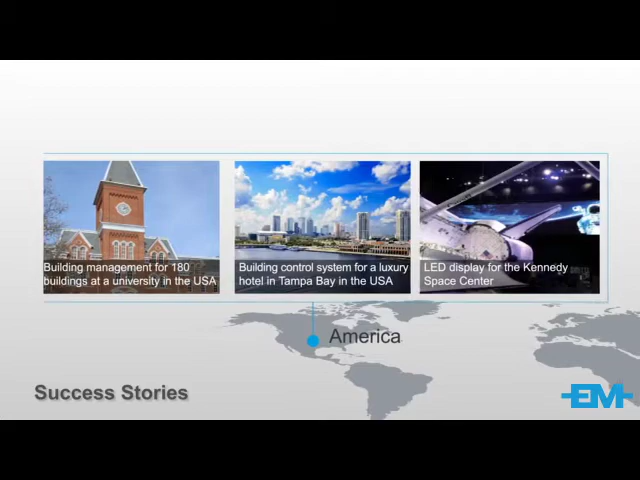 Building management for 180
buildings at a university in the USA
Building control system for a luxury
hotel in Tampa Bay in the USA
LED display for the Kennedy
Space Center
America
Success Stories
EM